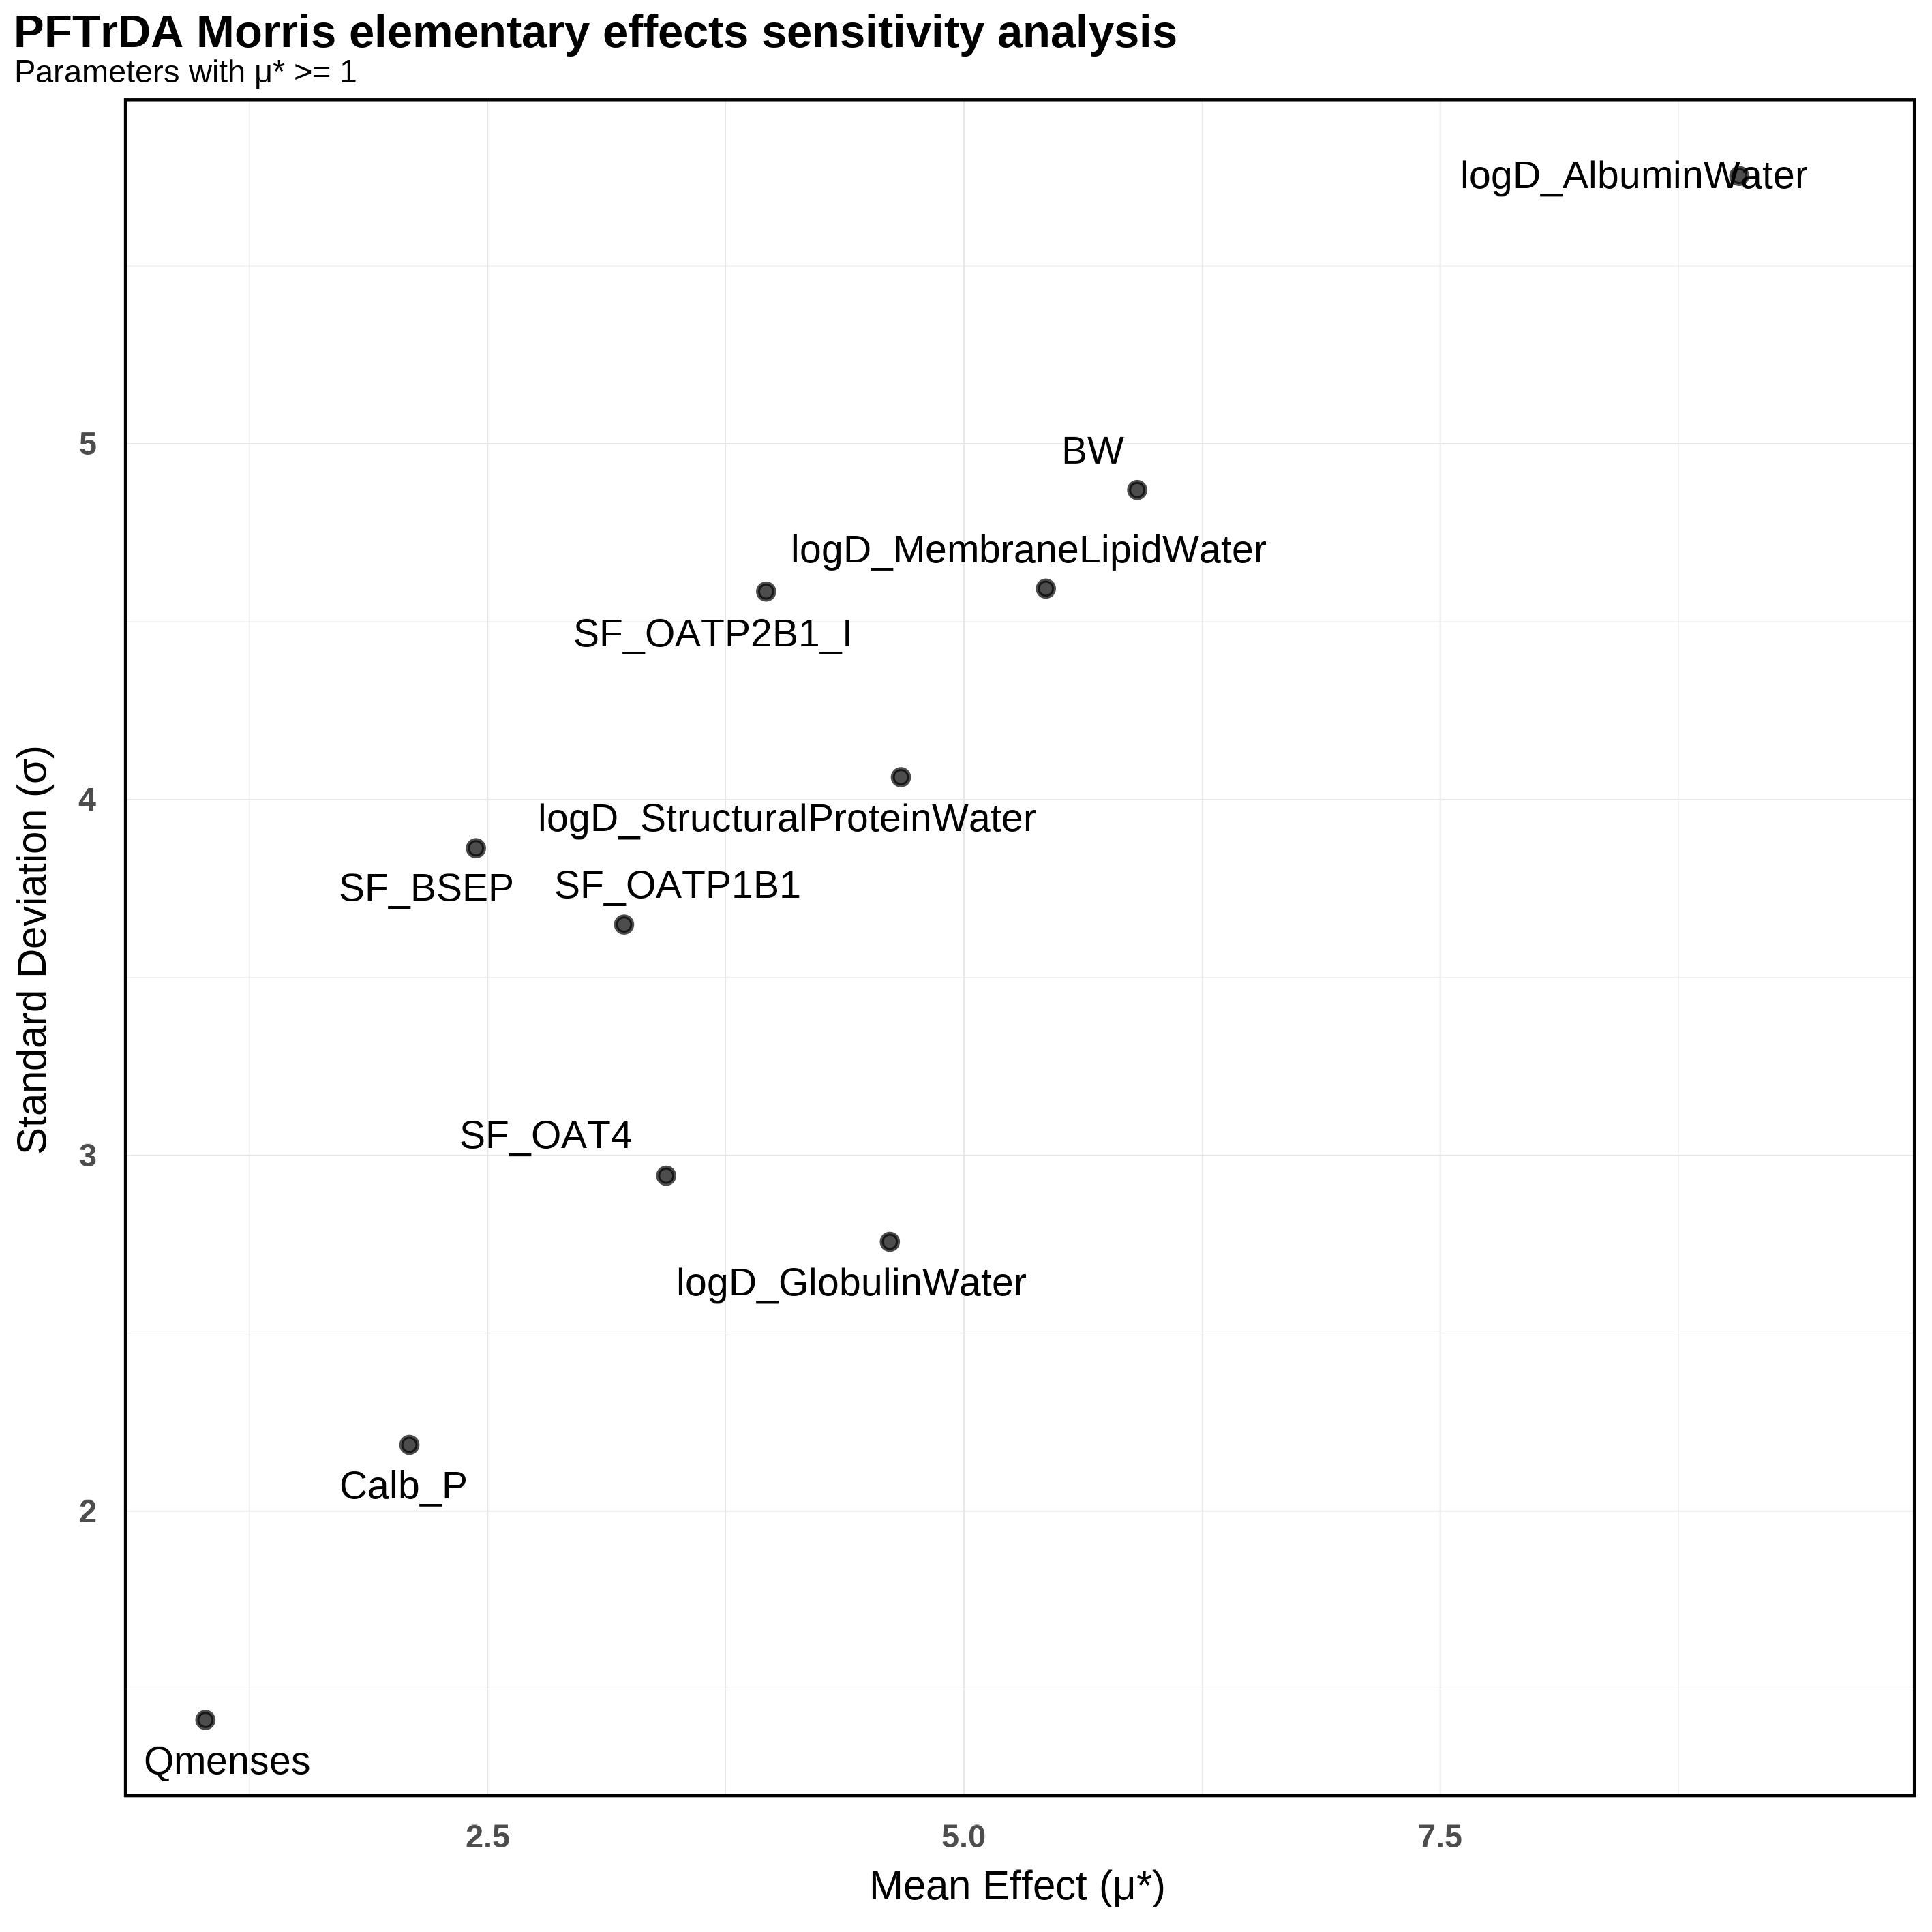 PFTrDA Morris elementary effects sensitivity analysis
Parameters with μ* >= 1
logD_AlbuminWater
BW
logD_MembraneLipidWater
SF_OATP2B1_I
logD_StructuralProteinWater
SF_BSEP
SF_OATP1B1
SF_OAT4
logD_GlobulinWater
Calb_P
Qmenses
5
4
3
2
Standard Deviation (σ)
2.5
5.0
7.5
Mean Effect (μ*)